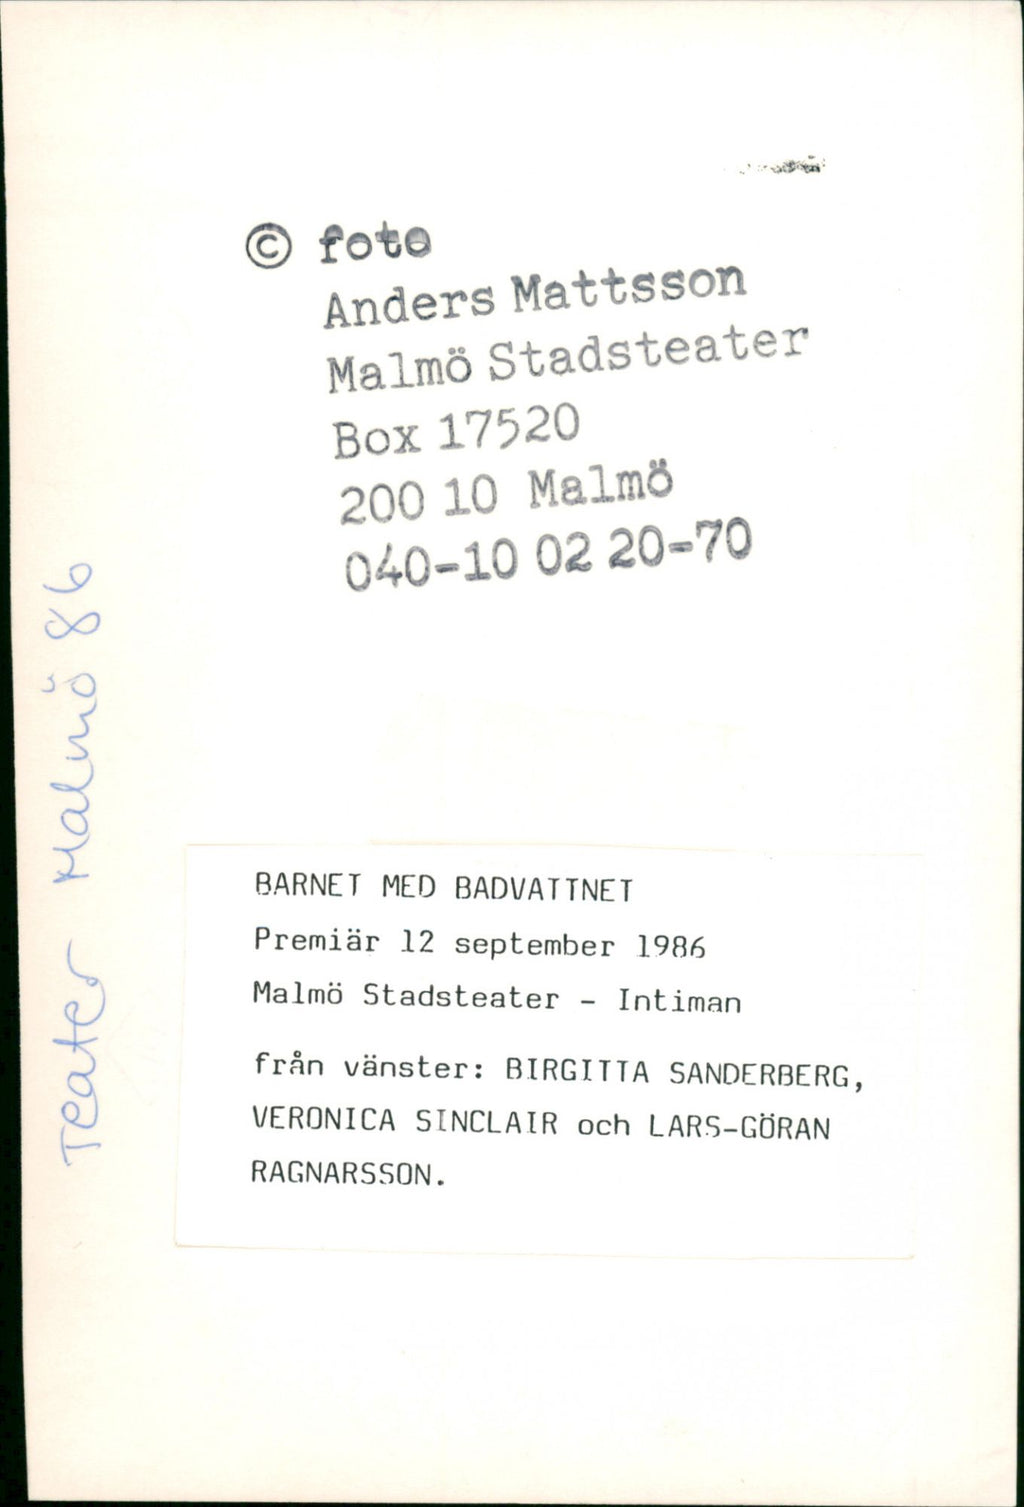 © foto
Anders Mattsson
Malmö Stadsteater
Box 17520
200 10 Malmö
040-10 02 20-70
Teater Malmö 86
BARNET MED BADVATTNET
Premiär 12 september 1986
Malmö Stadsteater - Intiman
från vänster: BIRGITTA SANDERBERG,
VERONICA SINCLAIR och LARS-GÖRAN
RAGNARSSON.